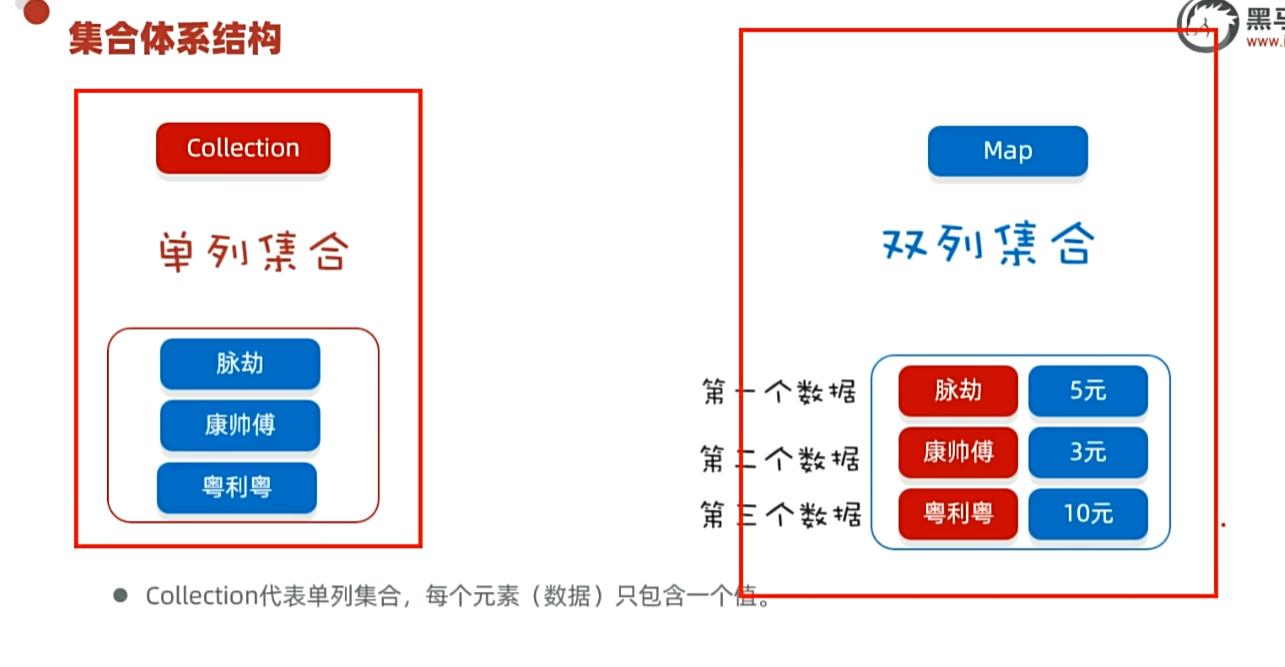 集合体系结构
黑马
www.i
Collection
单列集合
脉劫
康帅傅
粤利粤
Map
双列集合
第一个数据 脉劫 5元
第二个数据 康帅傅 3元
第三个数据 粤利粤 10元
Collection代表单列集合，每个元素（数据）只包含一个值。